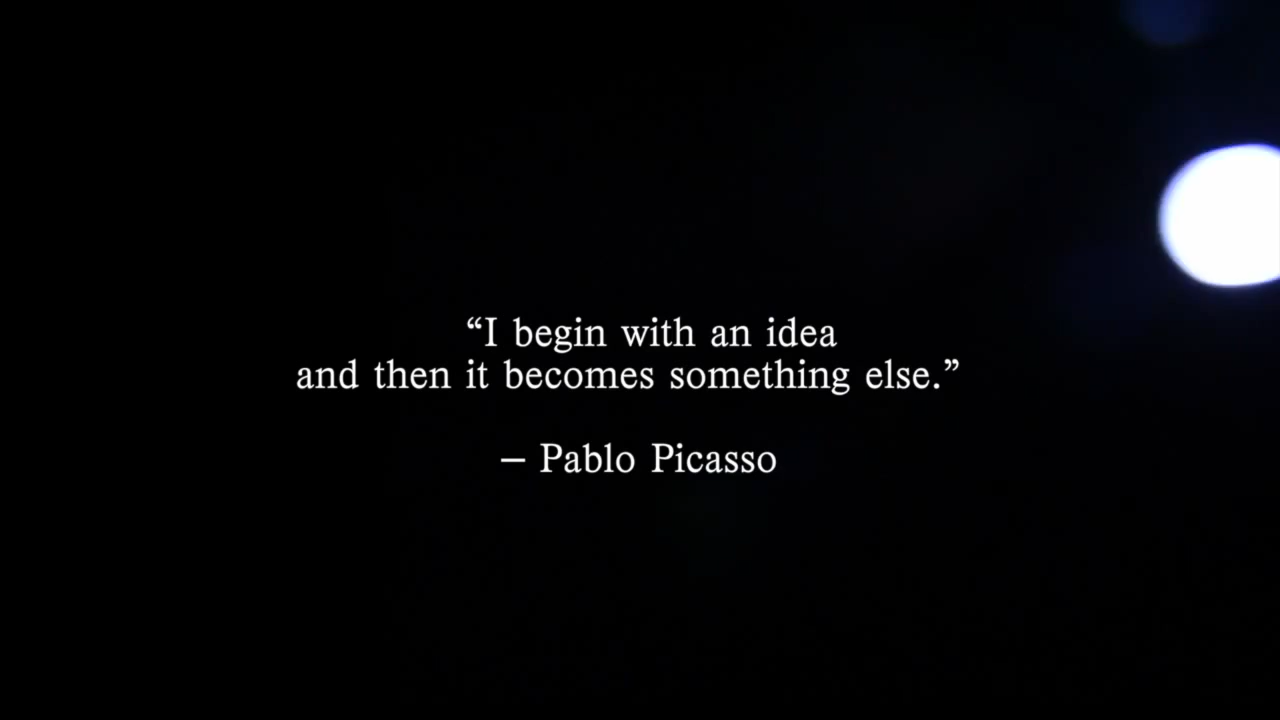 “I begin with an idea
and then it becomes something else.”
– Pablo Picasso